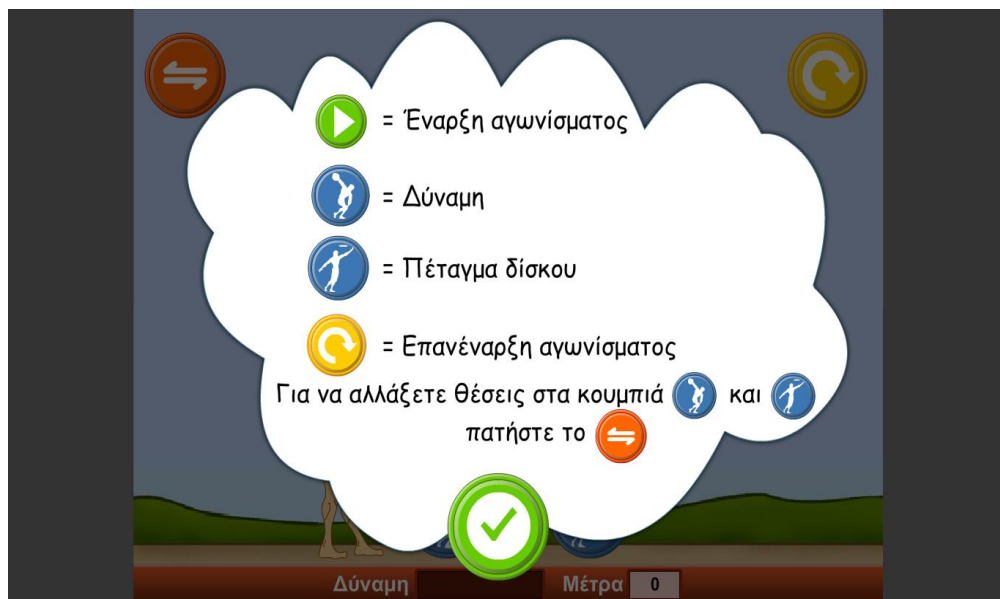 = Έναρξη αγωνίσματος
= Δύναμη
= Πέταγμα δίσκου
= Επανέναρξη αγωνίσματος
Για να αλλάξετε θέσεις στα κουμπιά και
πατήστε το
Δύναμη Μέτρα 0